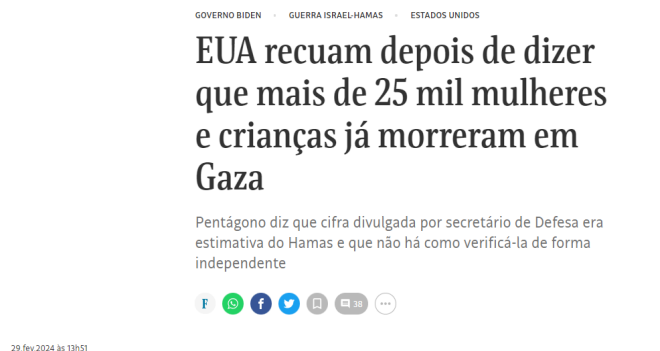 GOVERNO BIDEN • GUERRA ISRAEL-HAMAS • ESTADOS UNIDOS
EUA recuam depois de dizer
que mais de 25 mil mulheres
e crianças já morreram em
Gaza
Pentágono diz que cifra divulgada por secretário de Defesa era
estimativa do Hamas e que não há como verificá-la de forma
independente
F
38
29.fev.2024 às 13h51